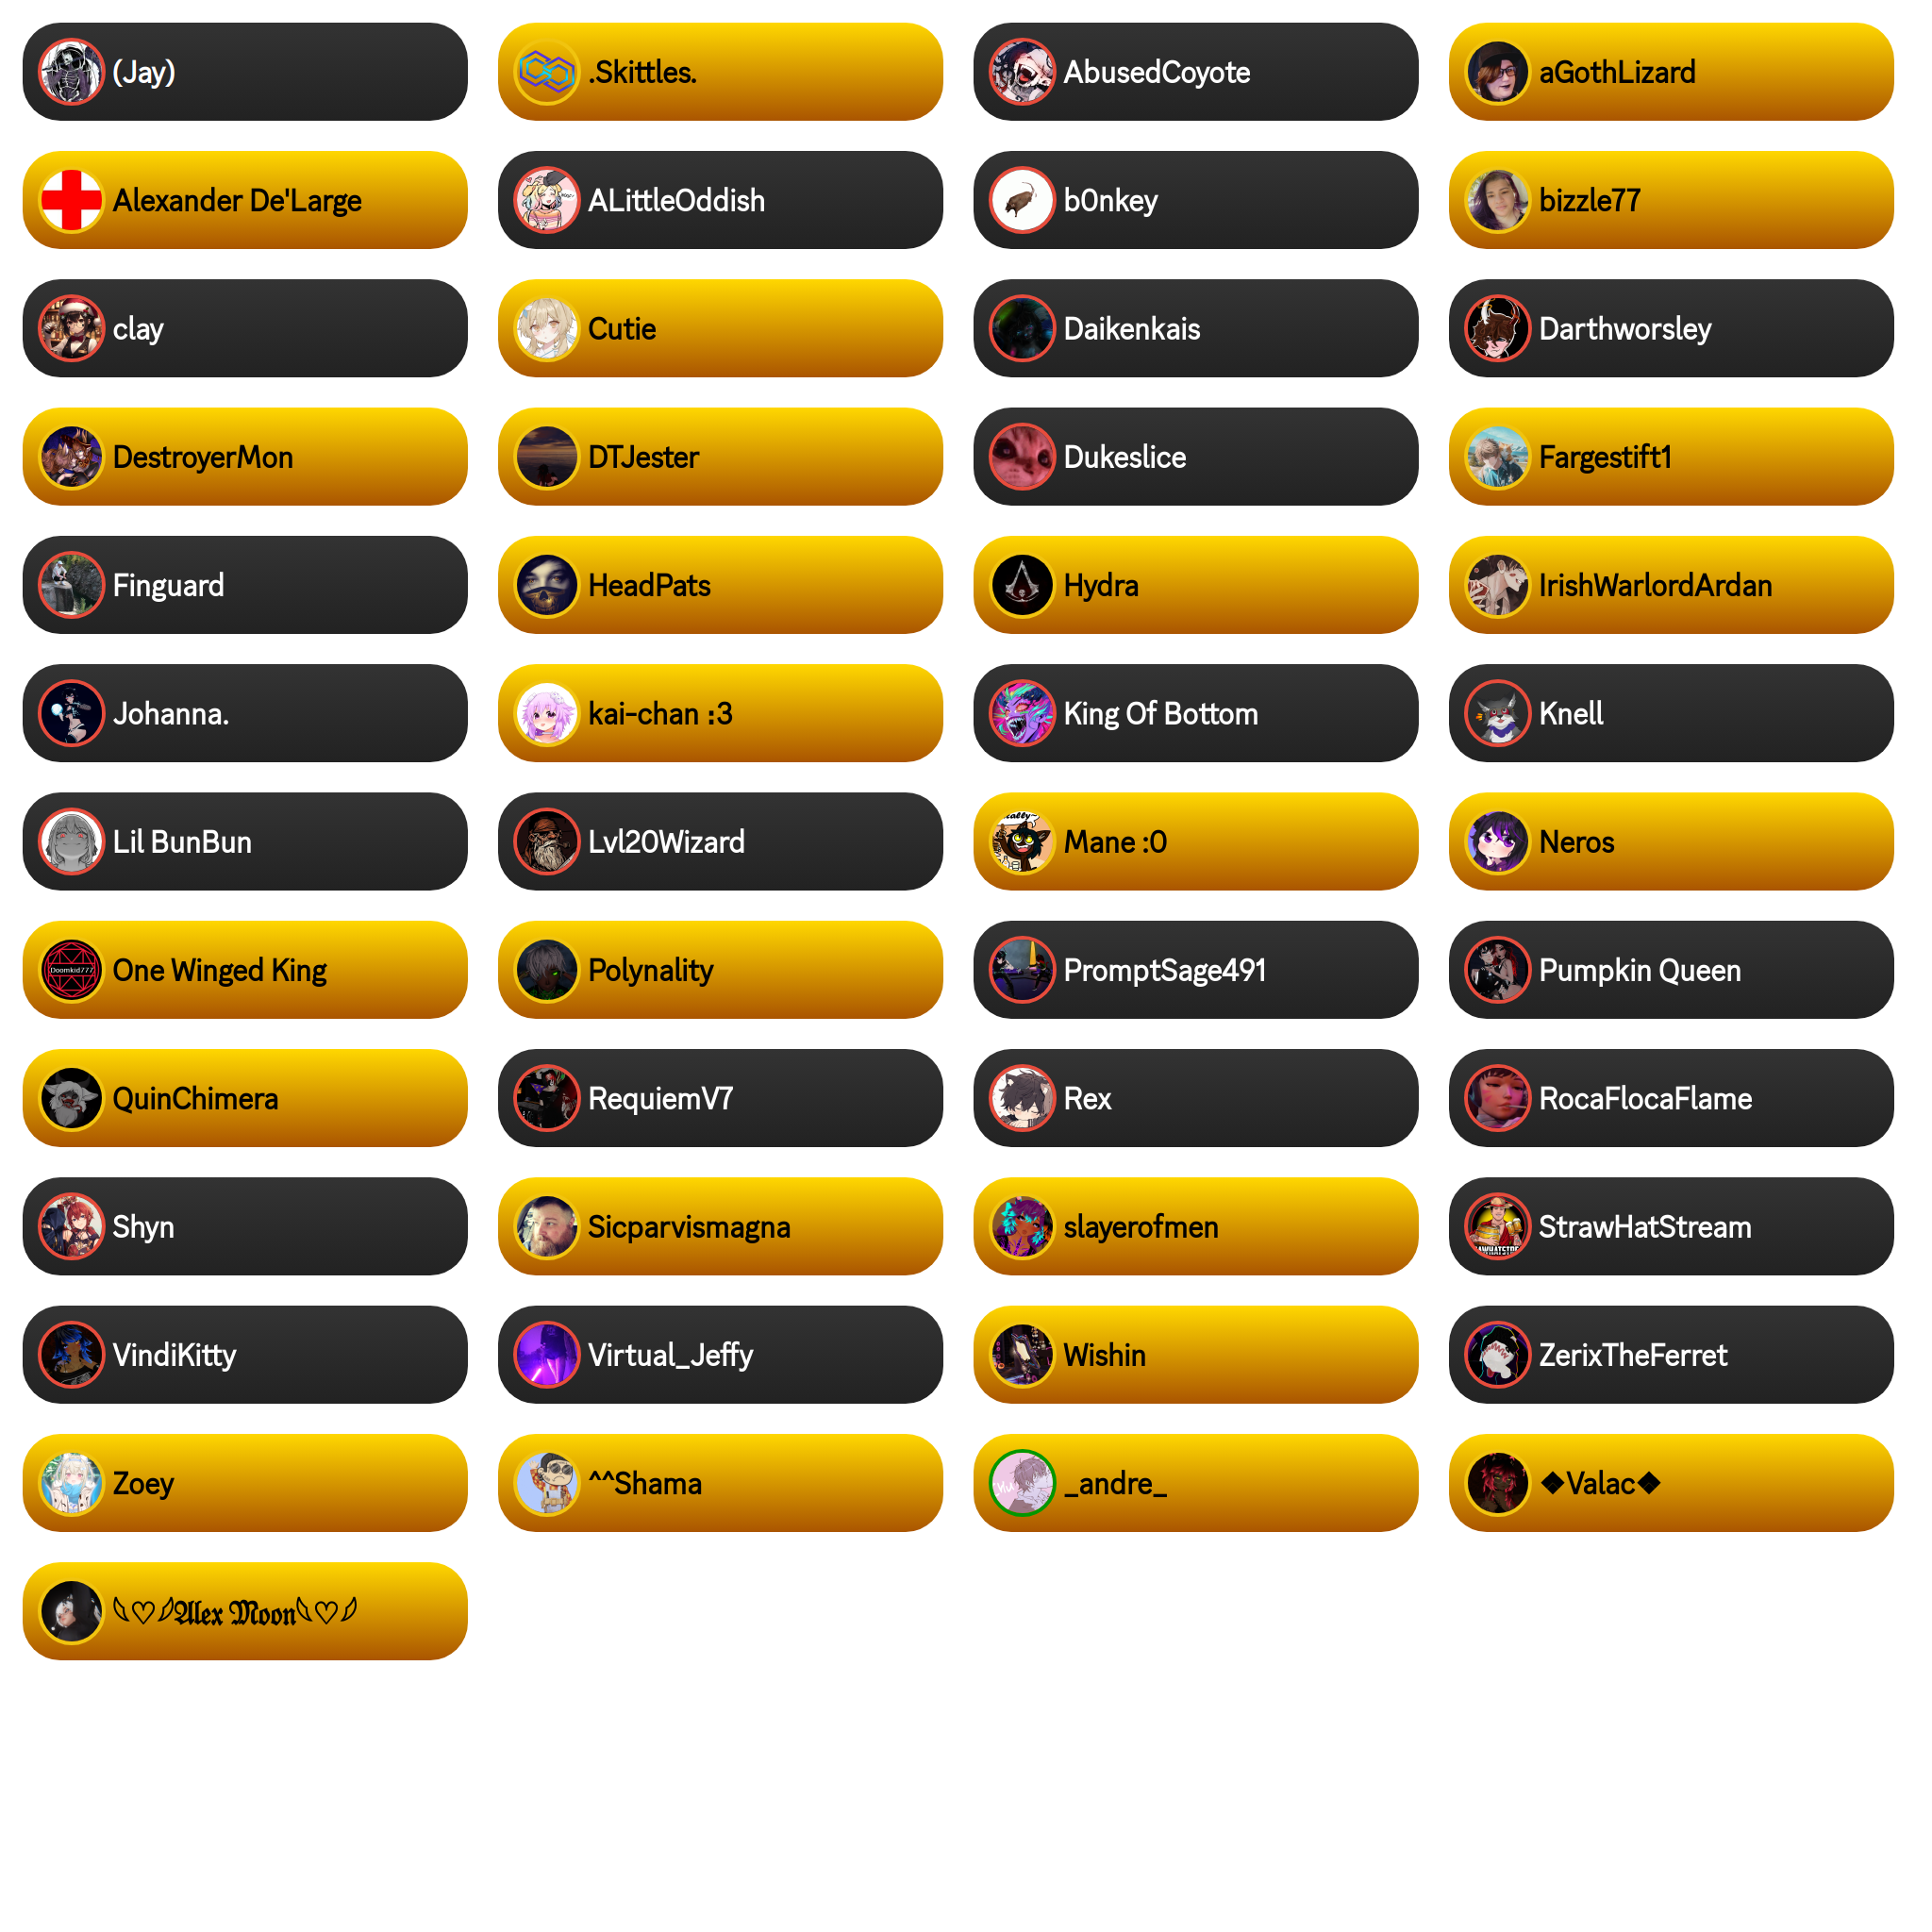 (Jay)
.Skittles.
AbusedCoyote
aGothLizard
Alexander De'Large
ALittleOddish
b0nkey
bizzle77
clay
Cutie
Daikenkais
Darthworsley
DestroyerMon
DTJester
Dukeslice
Fargestift1
Finguard
HeadPats
Hydra
IrishWarlordArdan
Johanna.
kai-chan :3
King Of Bottom
Knell
Lil BunBun
Lvl20Wizard
Mane :0
Neros
Doomkid777
One Winged King
Polynality
PromptSage491
Pumpkin Queen
QuinChimera
RequiemV7
Rex
RocaFlocaFlame
Shyn
Sicparvismagna
slayerofmen
StrawHatStream
VindiKitty
Virtual_Jeffy
Wishin
ZerixTheFerret
Zoey
^^Shama
_andre_
❖Valac❖
𓆩♡𓆪𝕬𝖑𝖊𝖝 𝕸𝖔𝖔𝖓𓆩♡𓆪